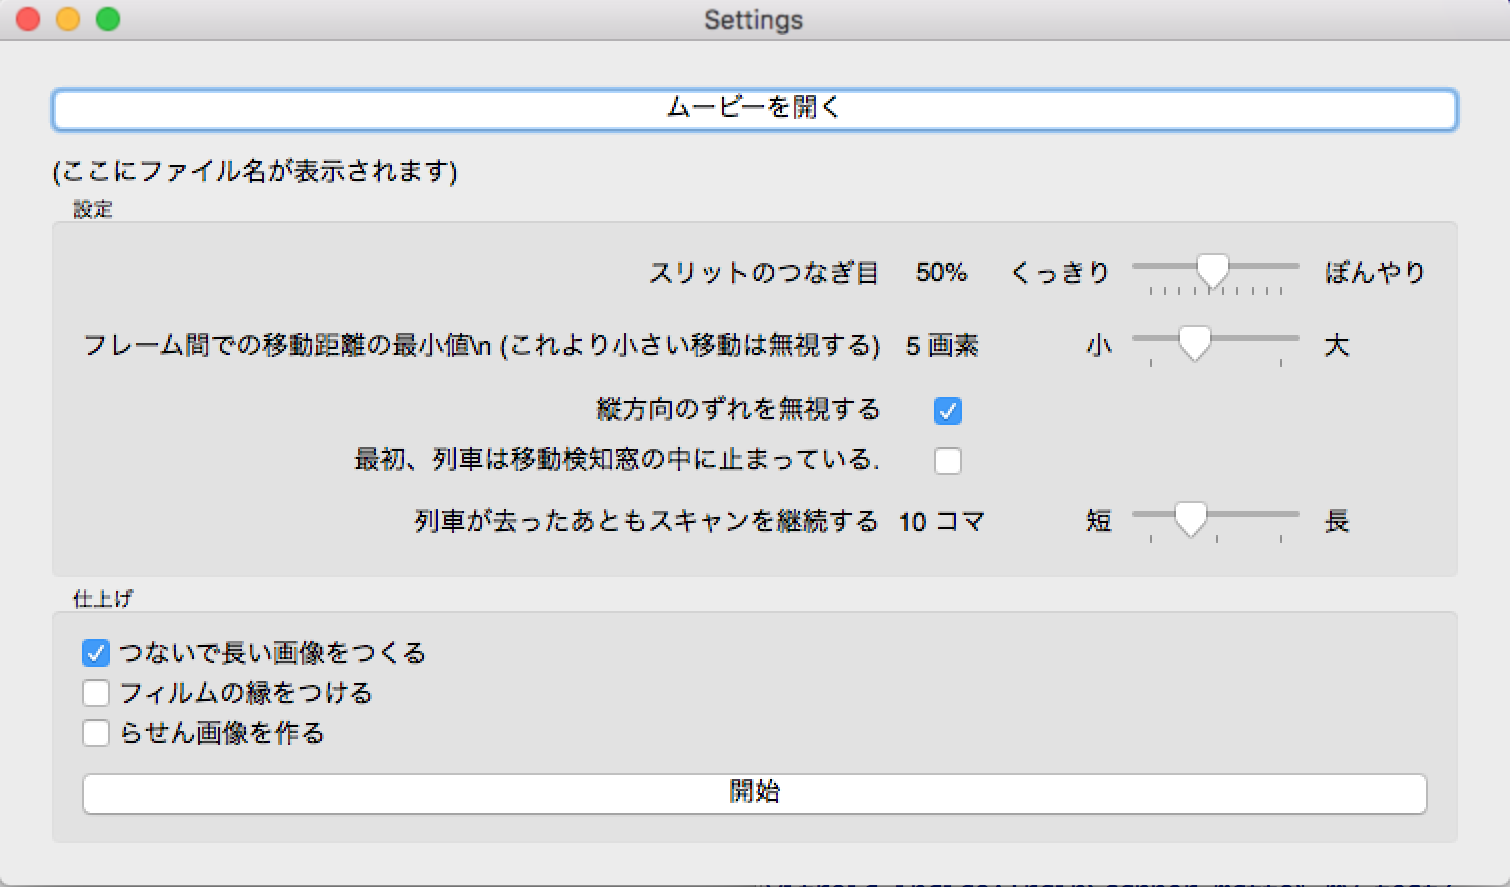 Settings
ムービーを開く
(ここにファイル名が表示されます)
設定
スリットのつなぎ目 50% くっきり ぼんやり
フレーム間での移動距離の最小値\n (これより小さい移動は無視する) 5 画素 小 大
縦方向のずれを無視する
最初、列車は移動検知窓の中に止まっている.
列車が去ったあともスキャンを継続する 10 コマ 短 長
仕上げ
つないで長い画像をつくる
フィルムの縁をつける
らせん画像を作る
開始